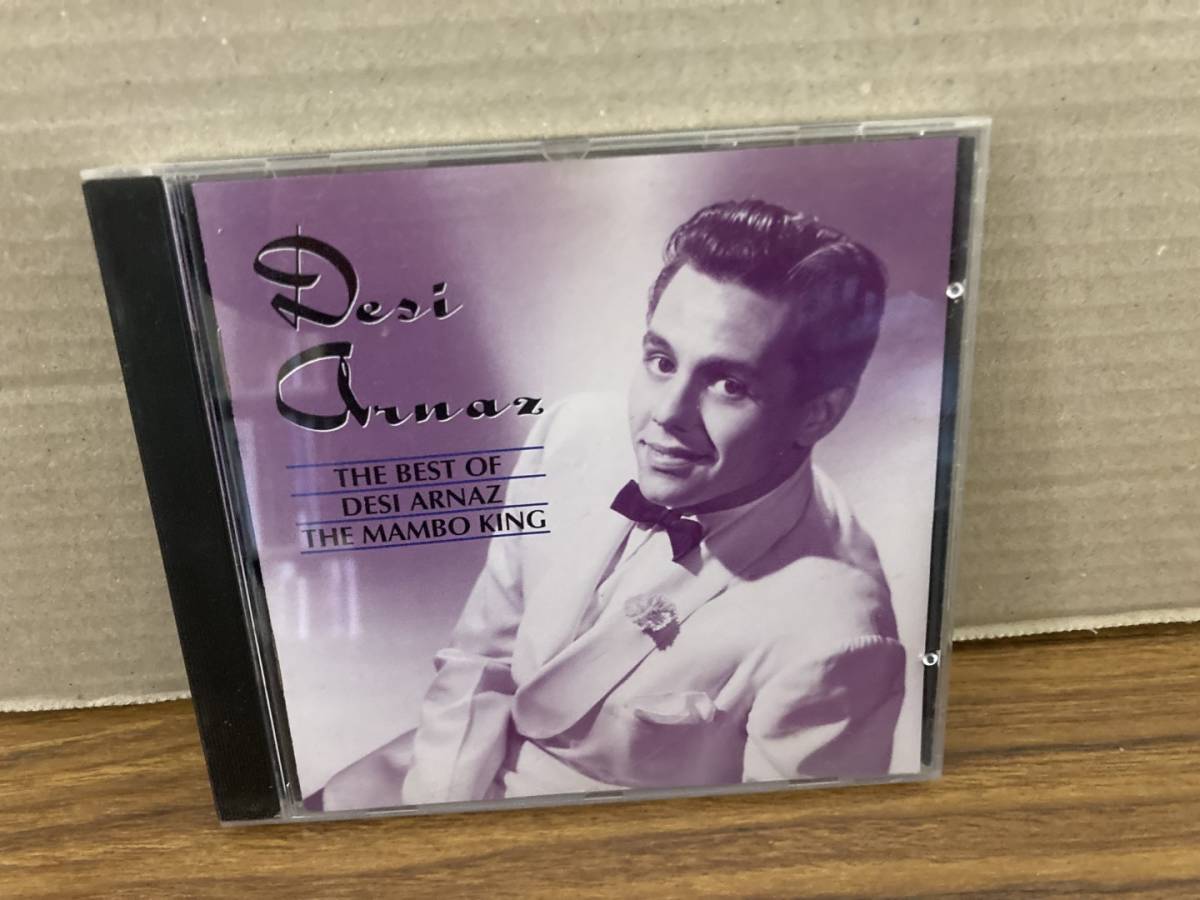 Desi
Arnaz
THE BEST OF
DESI ARNAZ
THE MAMBO KING